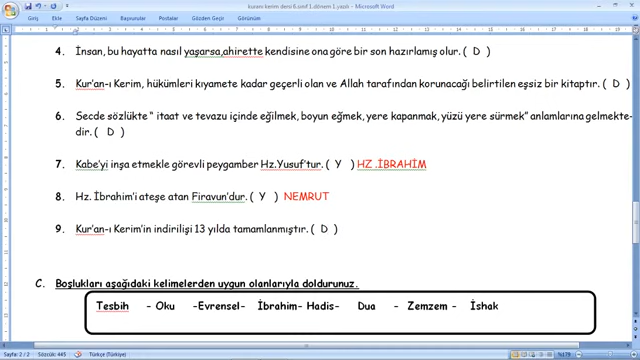 kuranı kerim dersi 6.sınıf 1.dönem 1.yazılı - Microsoft Word
Giriş Ekle Sayfa Düzeni Başvurular Postalar Gözden Geçir Görünüm
4. İnsan, bu hayatta nasıl yaşarsa,ahirette kendisine ona göre bir son hazırlamış olur. ( D )
5. Kur'an-ı Kerim, hükümleri kıyamete kadar geçerli olan ve Allah tarafından korunacağı belirtilen eşsiz bir kitaptır. ( D )
6. Secde sözlükte " itaat ve tevazu içinde eğilmek, boyun eğmek, yere kapanmak, yüzü yere sürmek" anlamlarına gelmekte-
dir. ( D )
7. Kabe'yi inşa etmekle görevli peygamber Hz.Yusuf'tur. ( Y ) HZ .İBRAHİM
8. Hz. İbrahim'i ateşe atan Firavun'dur. ( Y ) NEMRUT
9. Kur'an-ı Kerim'in indirilişi 13 yılda tamamlanmıştır. ( D )
C. Boşlukları aşağıdaki kelimelerden uygun olanlarıyla doldurunuz.
Tesbih - Oku -Evrensel- İbrahim- Hadis- Dua - Zemzem - İshak
Sayfa: 2 / 2 Sözcük: 445 Türkçe (Türkiye) %179